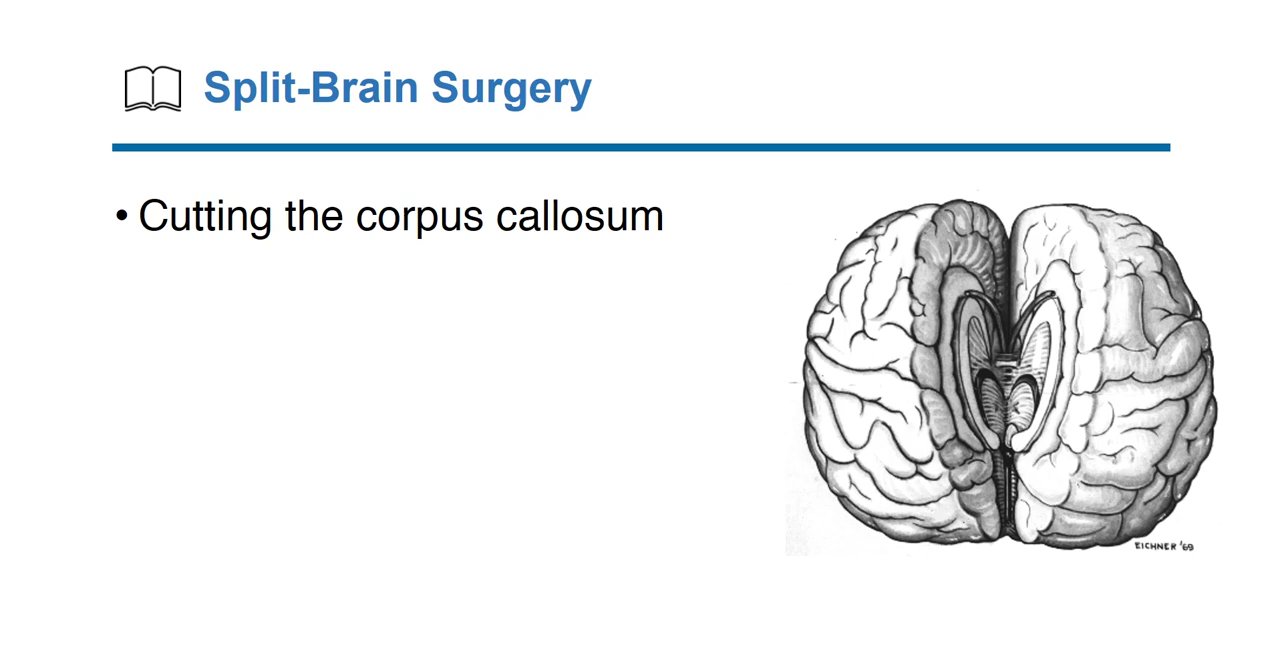 Split-Brain Surgery
• Cutting the corpus callosum
EICHNER '69